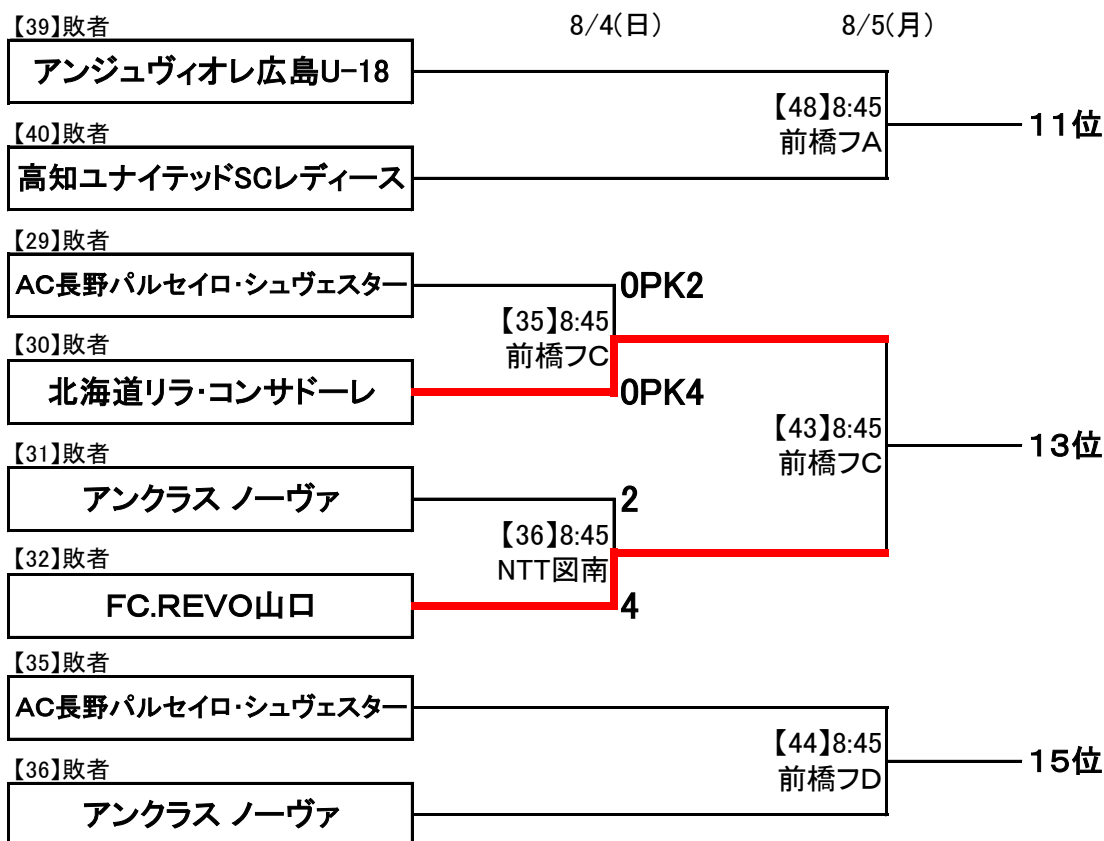 【39】敗者
8/4(日)
8/5(月)
アンジュヴィオレ広島U-18
【48】8:45
前橋フA
11位
【40】敗者
高知ユナイテッドSCレディース
【29】敗者
AC長野パルセイロ・シュヴェスター
0PK2
【35】8:45
前橋フC
【30】敗者
北海道リラ・コンサドーレ
0PK4
【43】8:45
前橋フC
13位
【31】敗者
アンクラス ノーヴァ
2
【36】8:45
NTT図南
【32】敗者
FC.REVO山口
4
【35】敗者
AC長野パルセイロ・シュヴェスター
【44】8:45
前橋フD
15位
【36】敗者
アンクラス ノーヴァ